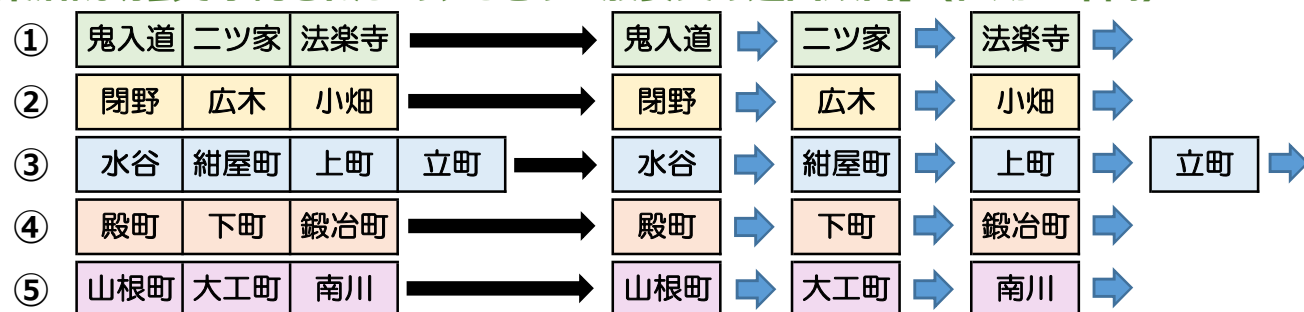 ① 鬼入道 二ツ家 法楽寺 鬼入道 二ツ家 法楽寺
② 閉野 広木 小畑 閉野 広木 小畑
③ 水谷 紺屋町 上町 立町 水谷 紺屋町 上町 立町
④ 殿町 下町 鍛冶町 殿町 下町 鍛冶町
⑤ 山根町 大工町 南川 山根町 大工町 南川